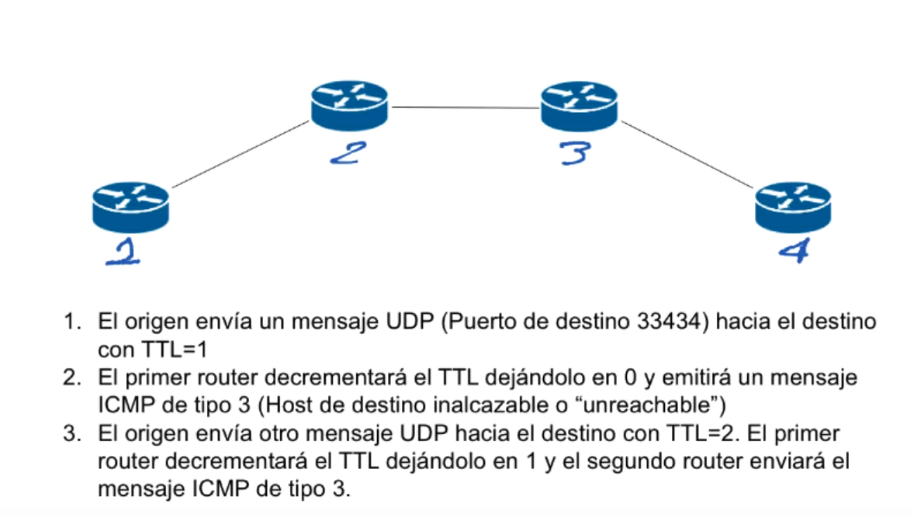 2
3
1
4
1. El origen envía un mensaje UDP (Puerto de destino 33434) hacia el destino
con TTL=1
2. El primer router decrementará el TTL dejándolo en 0 y emitirá un mensaje
ICMP de tipo 3 (Host de destino inalcazable o “unreachable”)
3. El origen envía otro mensaje UDP hacia el destino con TTL=2. El primer
router decrementará el TTL dejándolo en 1 y el segundo router enviará el
mensaje ICMP de tipo 3.